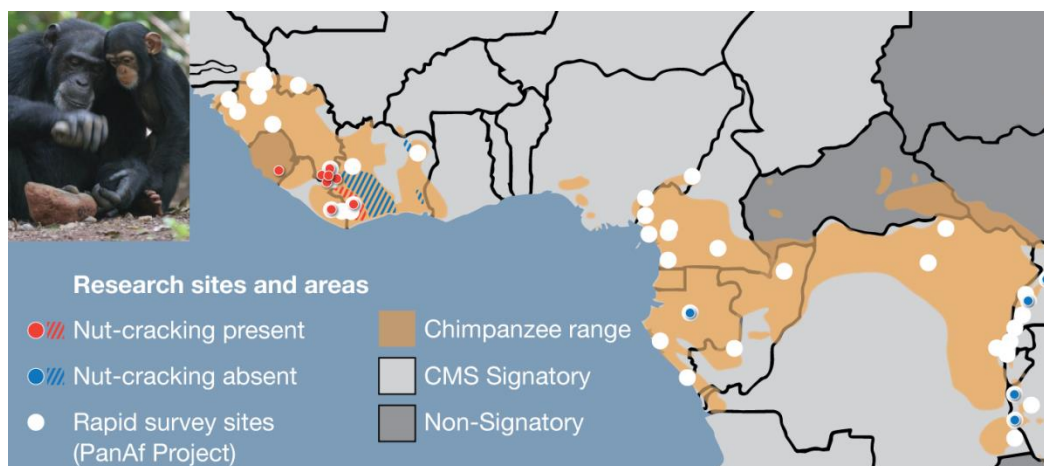 Research sites and areas
Nut-cracking present
Nut-cracking absent
Rapid survey sites
(PanAf Project)
Chimpanzee range
CMS Signatory
Non-Signatory